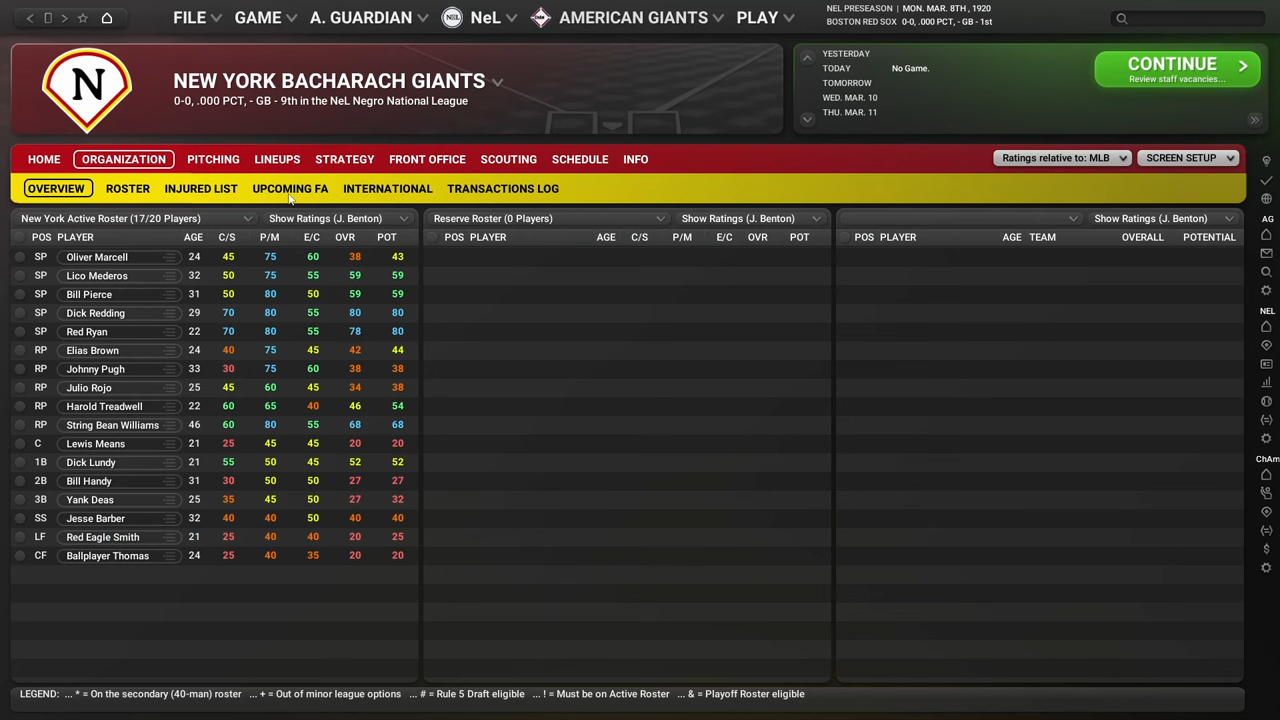 FILE GAME A. GUARDIAN NeL AMERICAN GIANTS PLAY
NEL PRESEASON | MON. MAR. 8TH , 1920
BOSTON RED SOX 0-0, .000 PCT, - GB - 1st
N
NEW YORK BACHARACH GIANTS
0-0, .000 PCT, - GB - 9th in the NeL Negro National League
YESTERDAY
TODAY No Game.
TOMORROW
WED. MAR. 10
THU. MAR. 11
CONTINUE
Review staff vacancies...
HOME ORGANIZATION PITCHING LINEUPS STRATEGY FRONT OFFICE SCOUTING SCHEDULE INFO
Ratings relative to: MLB SCREEN SETUP
OVERVIEW ROSTER INJURED LIST UPCOMING FA INTERNATIONAL TRANSACTIONS LOG
New York Active Roster (17/20 Players) Show Ratings (J. Benton)
POS PLAYER AGE C/S P/M E/C OVR POT
SP Oliver Marcell 24 45 75 60 38 43
SP Lico Mederos 32 50 75 55 59 59
SP Bill Pierce 31 50 80 50 59 59
SP Dick Redding 29 70 80 55 80 80
SP Red Ryan 22 70 80 55 78 80
RP Elias Brown 24 40 75 45 42 44
RP Johnny Pugh 33 30 75 60 38 38
RP Julio Rojo 25 45 60 45 34 38
RP Harold Treadwell 22 60 65 40 46 54
RP String Bean Williams 46 60 80 55 68 68
C Lewis Means 21 25 45 45 20 20
1B Dick Lundy 21 55 50 45 52 52
2B Bill Handy 31 30 50 50 27 27
3B Yank Deas 25 35 45 50 27 32
SS Jesse Barber 32 40 40 50 40 40
LF Red Eagle Smith 21 25 40 40 20 25
CF Ballplayer Thomas 24 25 40 35 20 20
Reserve Roster (0 Players) Show Ratings (J. Benton)
POS PLAYER AGE C/S P/M E/C OVR POT
Show Ratings (J. Benton)
POS PLAYER AGE TEAM OVERALL POTENTIAL
AG
NEL
ChAm
LEGEND: ... * = On the secondary (40-man) roster ... + = Out of minor league options ... # = Rule 5 Draft eligible ... ! = Must be on Active Roster ... & = Playoff Roster eligible